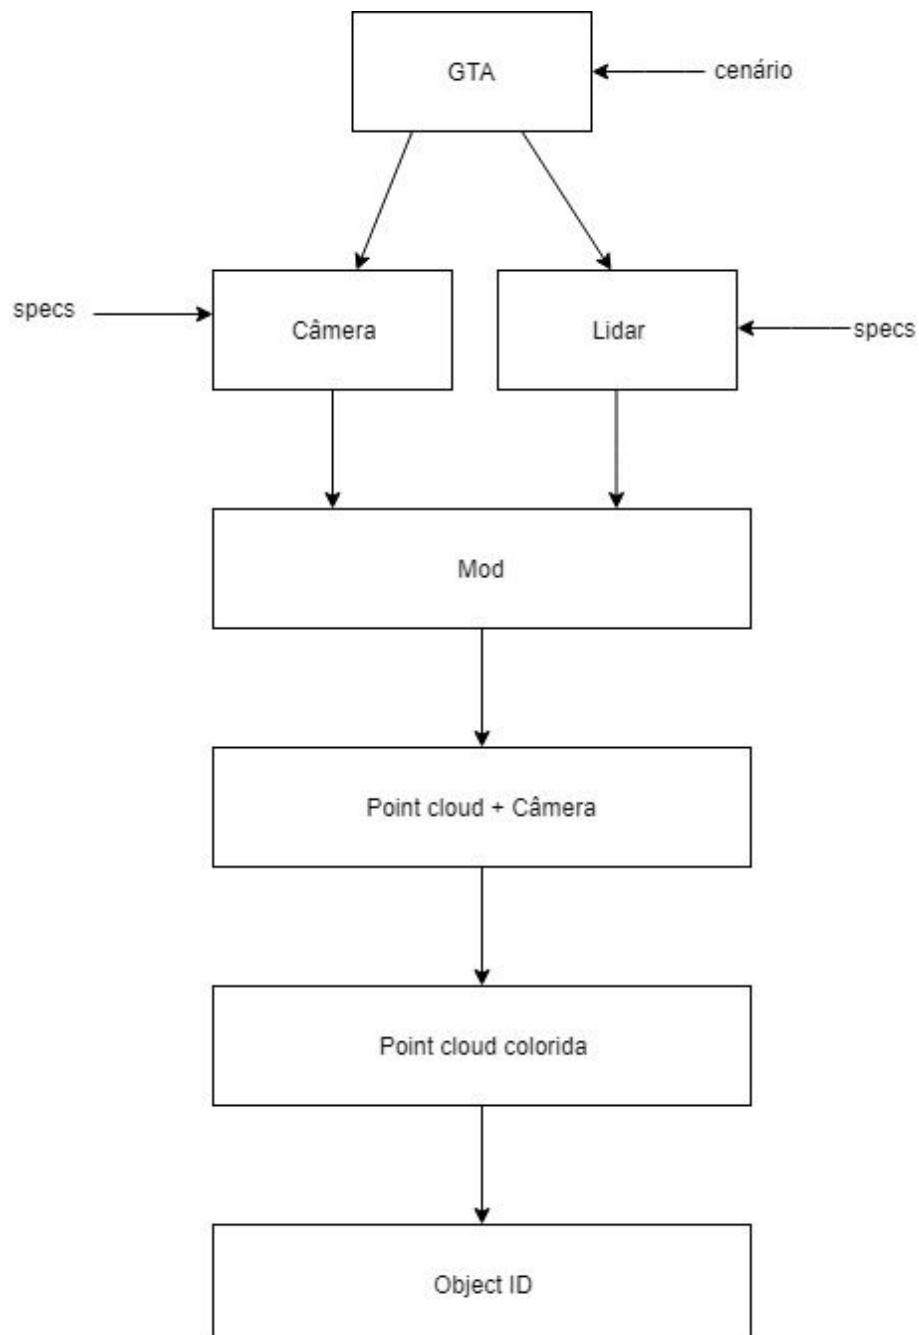 GTA
cenário
specs
Câmera
Lidar
specs
Mod
Point cloud + Câmera
Point cloud colorida
Object ID